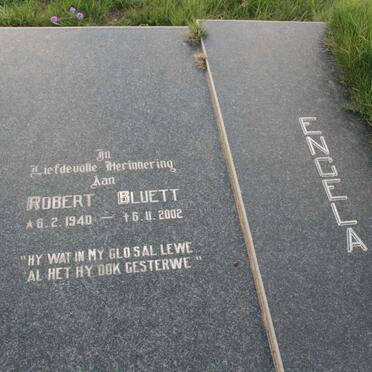 In
Liefdevolle Herinnering
Aan
ROBERT BLUETT
* 6. 2. 1940 — † 6. 11. 2002
"HY WAT IN MY GLO SAL LEWE
AL HET HY OOK GESTERWE"
ENGELA